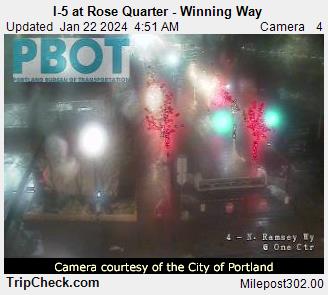 I-5 at Rose Quarter - Winning Way
Updated Jan 22 2024 4:51 AM Camera 4
PBOT
PORTLAND BUREAU OF TRANSPORTATION
4 - N. Ramsey Wy
@ One Ctr
Camera courtesy of the City of Portland
TripCheck.com Milepost302.00